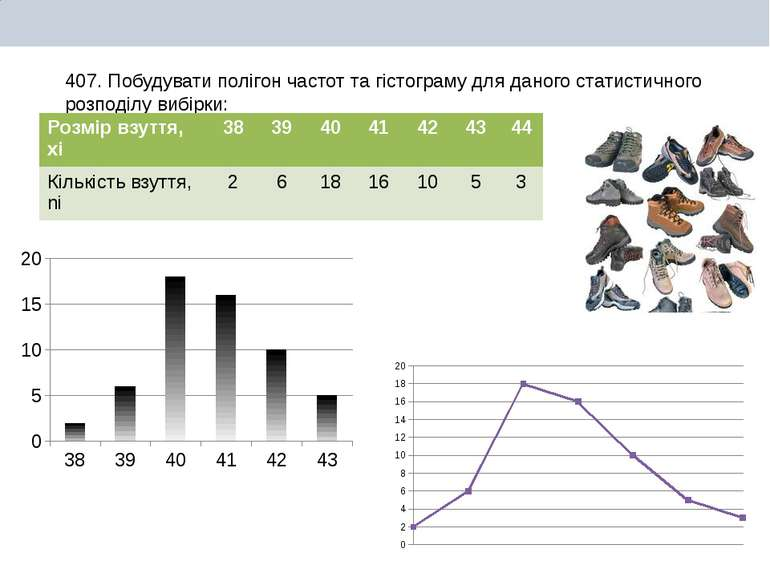 407. Побудувати полігон частот та гістограму для даного статистичного
розподілу вибірки:
Розмір взуття, 38 39 40 41 42 43 44
хі
Кількість взуття, 2 6 18 16 10 5 3
ni
20
15
10
5
0
38 39 40 41 42 43
20
18
16
14
12
10
8
6
4
2
0